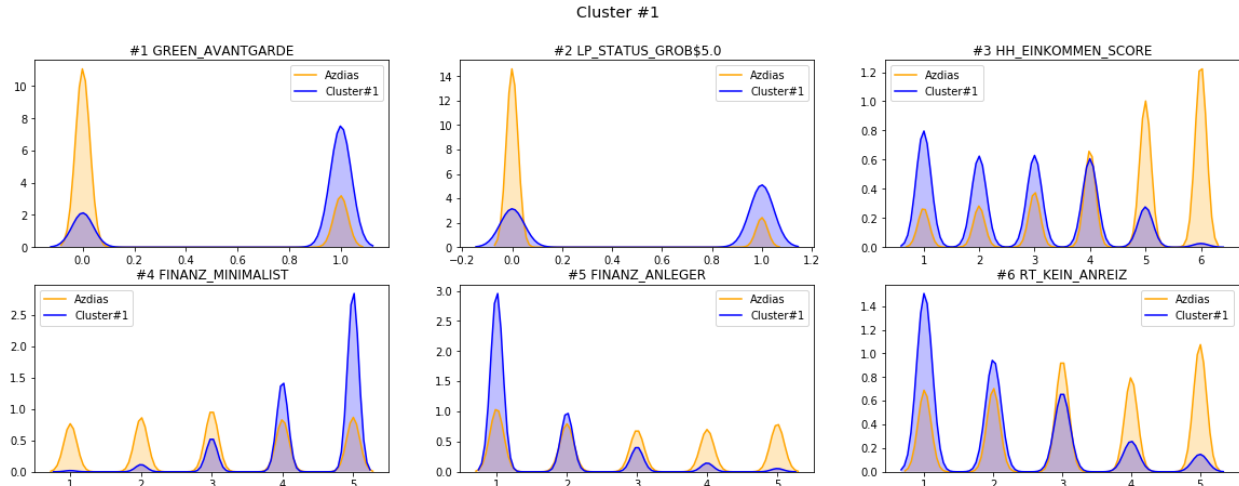 Cluster #1
#1 GREEN_AVANTGARDE
#2 LP_STATUS_GROB$5.0
#3 HH_EINKOMMEN_SCORE
Azdias
Cluster#1
Azdias
Cluster#1
Azdias
Cluster#1
10
8
6
4
2
0
14
12
10
8
6
4
2
0
1.2
1.0
0.8
0.6
0.4
0.2
0.0
0.0 0.2 0.4 0.6 0.8 1.0
−0.2 0.0 0.2 0.4 0.6 0.8 1.0 1.2
1 2 3 4 5 6
#4 FINANZ_MINIMALIST
#5 FINANZ_ANLEGER
#6 RT_KEIN_ANREIZ
Azdias
Cluster#1
Azdias
Cluster#1
Azdias
Cluster#1
2.5
2.0
1.5
1.0
0.5
0.0
3.0
2.5
2.0
1.5
1.0
0.5
0.0
1.4
1.2
1.0
0.8
0.6
0.4
0.2
0.0
1 2 3 4 5
1 2 3 4 5
1 2 3 4 5